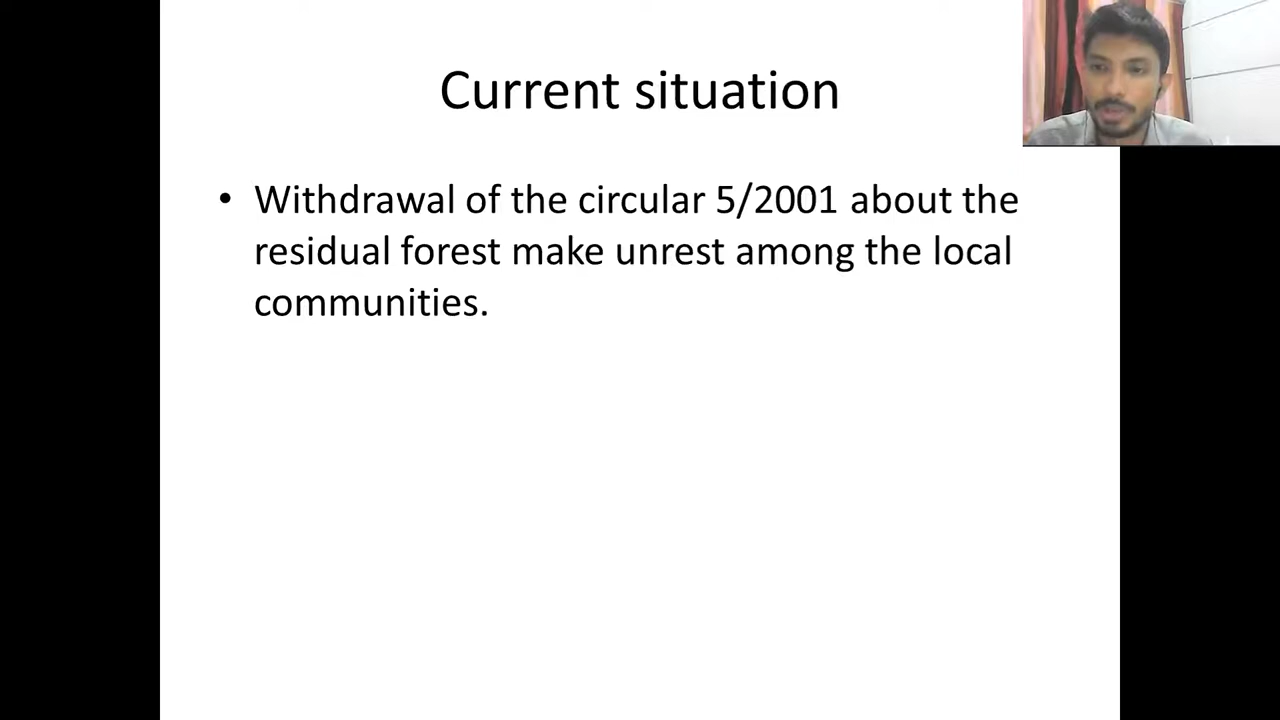 Current situation
• Withdrawal of the circular 5/2001 about the
residual forest make unrest among the local
communities.